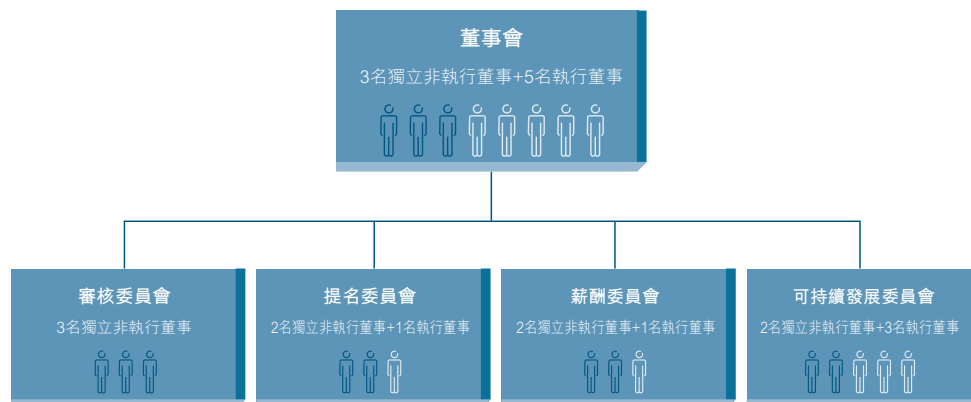 董事會
3名獨立非執行董事+5名執行董事
審核委員會
3名獨立非執行董事
提名委員會
2名獨立非執行董事+1名執行董事
薪酬委員會
2名獨立非執行董事+1名執行董事
可持續發展委員會
2名獨立非執行董事+3名執行董事